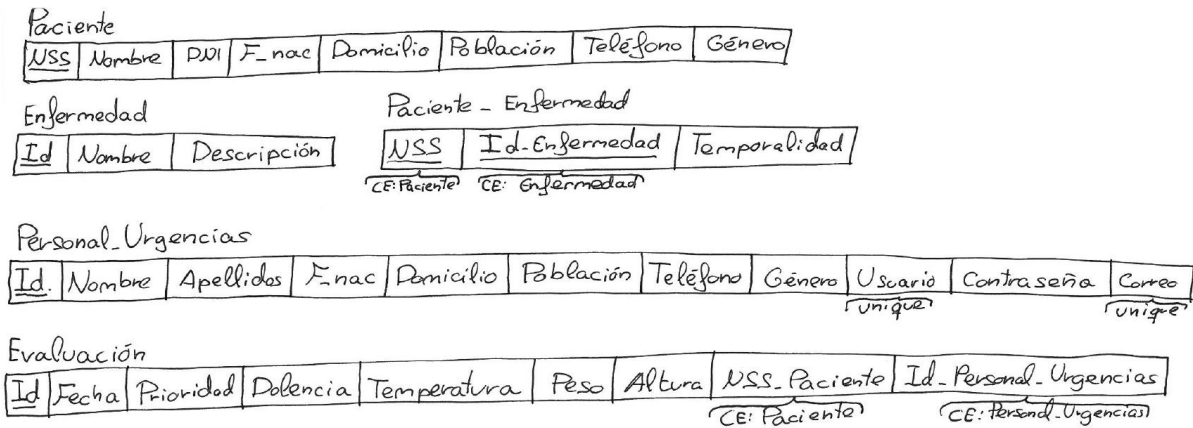 Paciente
NSS Nombre DNI F_nac Domicilio Población Teléfono Género
Enfermedad
Id Nombre Descripción
Paciente_Enfermedad
NSS Id_Enfermedad Temporalidad
CE: Paciente CE: Enfermedad
Personal_Urgencias
Id. Nombre Apellidos F_nac Domicilio Población Teléfono Género Usuario Contraseña Correo
unique unique
Evaluación
Id Fecha Prioridad Dolencia Temperatura Peso Altura NSS_Paciente Id_Personal_Urgencias
CE: Paciente CE: Personal_Urgencias